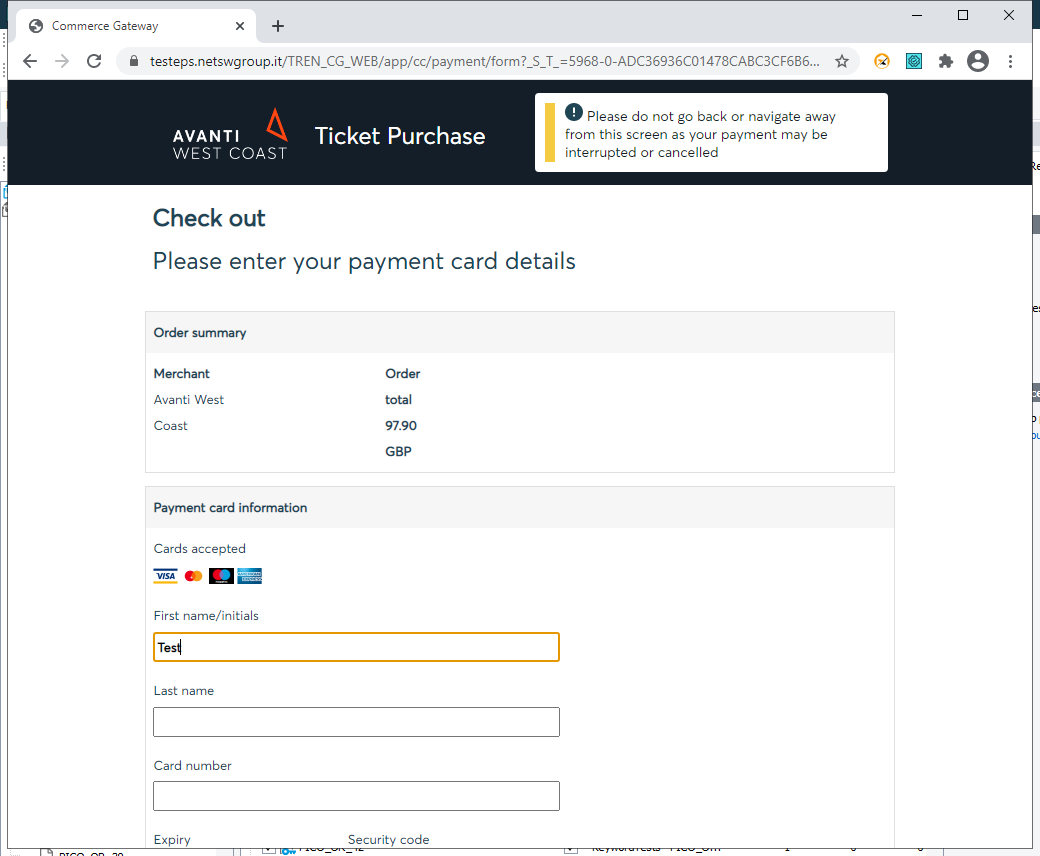 Commerce Gateway
testeps.netswgroup.it/TREN_CG_WEB/app/cc/payment/form?_S_T_=5968-0-ADC36936C01478CABC3CF6B6...
AVANTI
WEST COAST
Ticket Purchase
Please do not go back or navigate away
from this screen as your payment may be
interrupted or cancelled
Check out
Please enter your payment card details
Order summary
Merchant
Avanti West
Coast
Order
total
97.90
GBP
Payment card information
Cards accepted
VISA
First name/initials
Test
Last name
Card number
Expiry
Security code